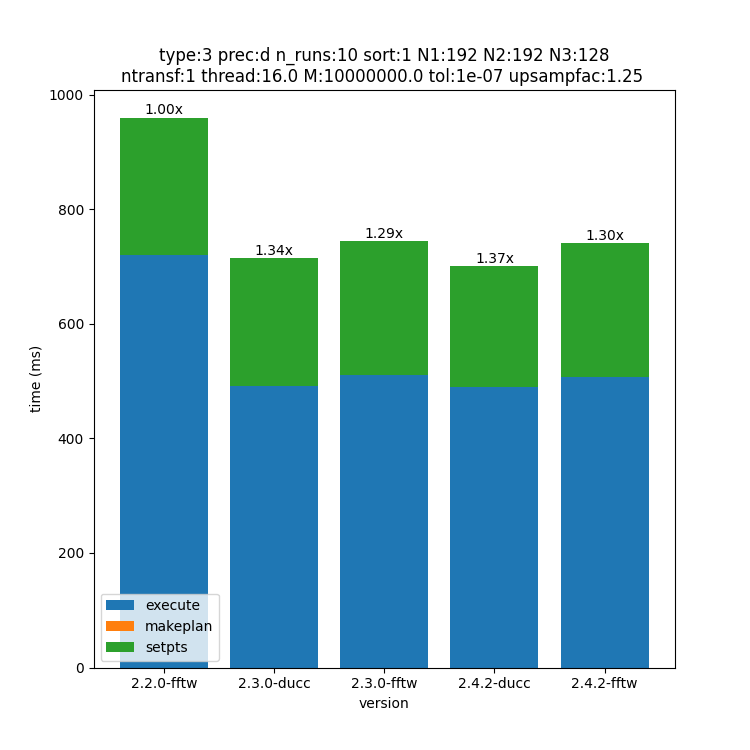 type:3 prec:d n_runs:10 sort:1 N1:192 N2:192 N3:128
ntransf:1 thread:16.0 M:10000000.0 tol:1e-07 upsampfac:1.25
1000
800
600
400
200
0
time (ms)
1.00x
1.34x
1.29x
1.37x
1.30x
execute
makeplan
setpts
2.2.0-fftw
2.3.0-ducc
2.3.0-fftw
2.4.2-ducc
2.4.2-fftw
version